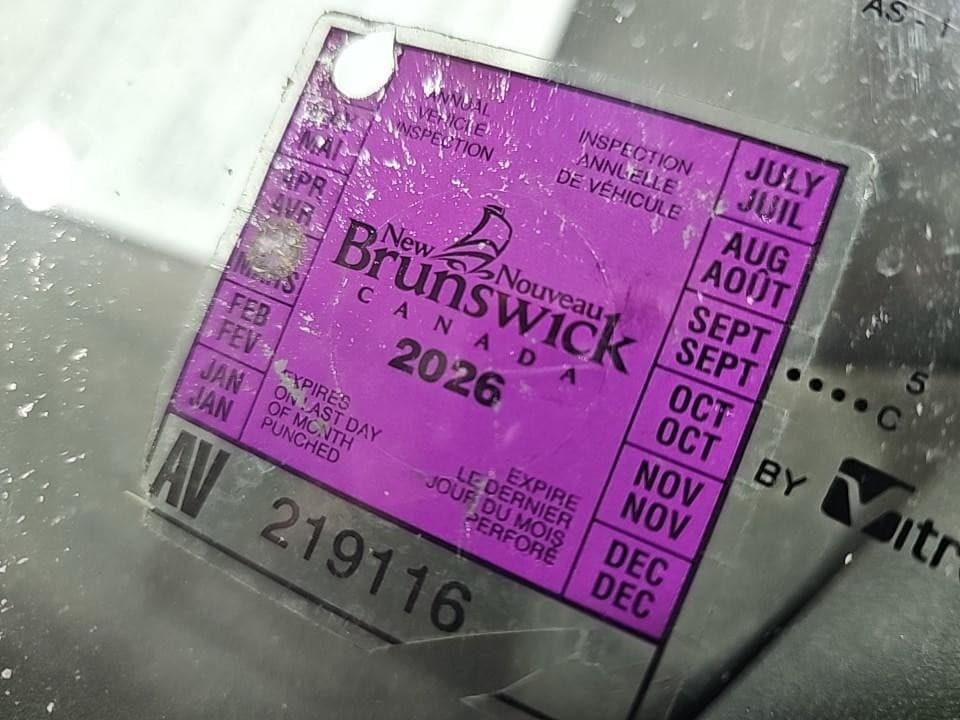 AS-1
ANNUAL
VEHICLE
INSPECTION
INSPECTION
ANNUELLE
DE VÉHICULE
MAI
APR
AVR
MARS
FEB
FEV
JAN
JAN
New
Nouveau
Brunswick
CANADA
2026
EXPIRES
ON LAST DAY
OF MONTH
PUNCHED
EXPIRE
LE DERNIER
JOUR DU MOIS
PERFORÉ
JULY
JUIL
AUG
AOÛT
SEPT
SEPT
OCT
OCT
NOV
NOV
DEC
DEC
AV 219116
5
••••C
BY Vitr